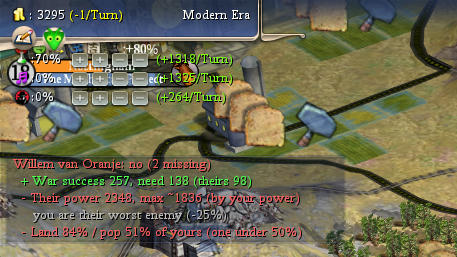 : 3295 (-1/Turn) Modern Era
+80%
:70% (+1318/Turn)
:0% (+1325/Turn)
:0% (+264/Turn)
Willem van Oranje: no (2 missing)
+ War success 257, need 138 (theirs 98)
- Their power 2348, max ~1836 (by your power)
you are their worst enemy (-25%)
- Land 84% / pop 51% of yours (one under 50%)